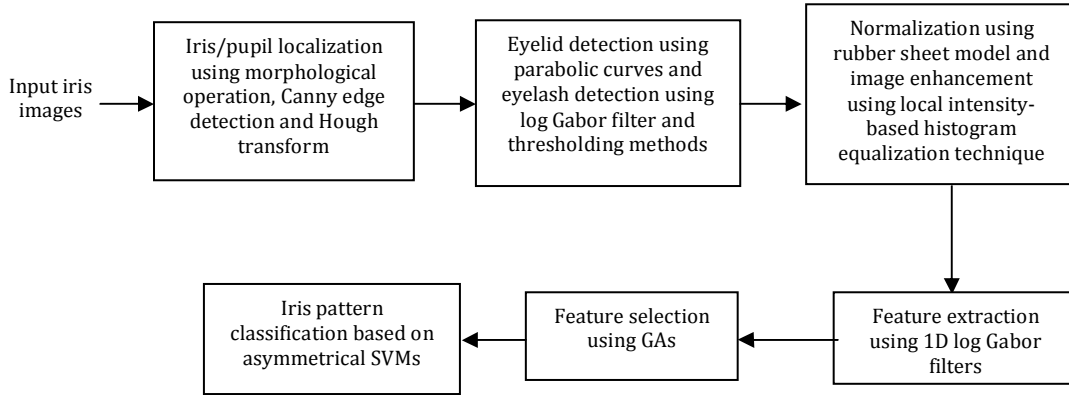 Input iris
images
Iris/pupil localization
using morphological
operation, Canny edge
detection and Hough
transform
Eyelid detection using
parabolic curves and
eyelash detection using
log Gabor filter and
thresholding methods
Normalization using
rubber sheet model and
image enhancement
using local intensity-
based histogram
equalization technique
Feature extraction
using 1D log Gabor
filters
Feature selection
using GAs
Iris pattern
classification based on
asymmetrical SVMs